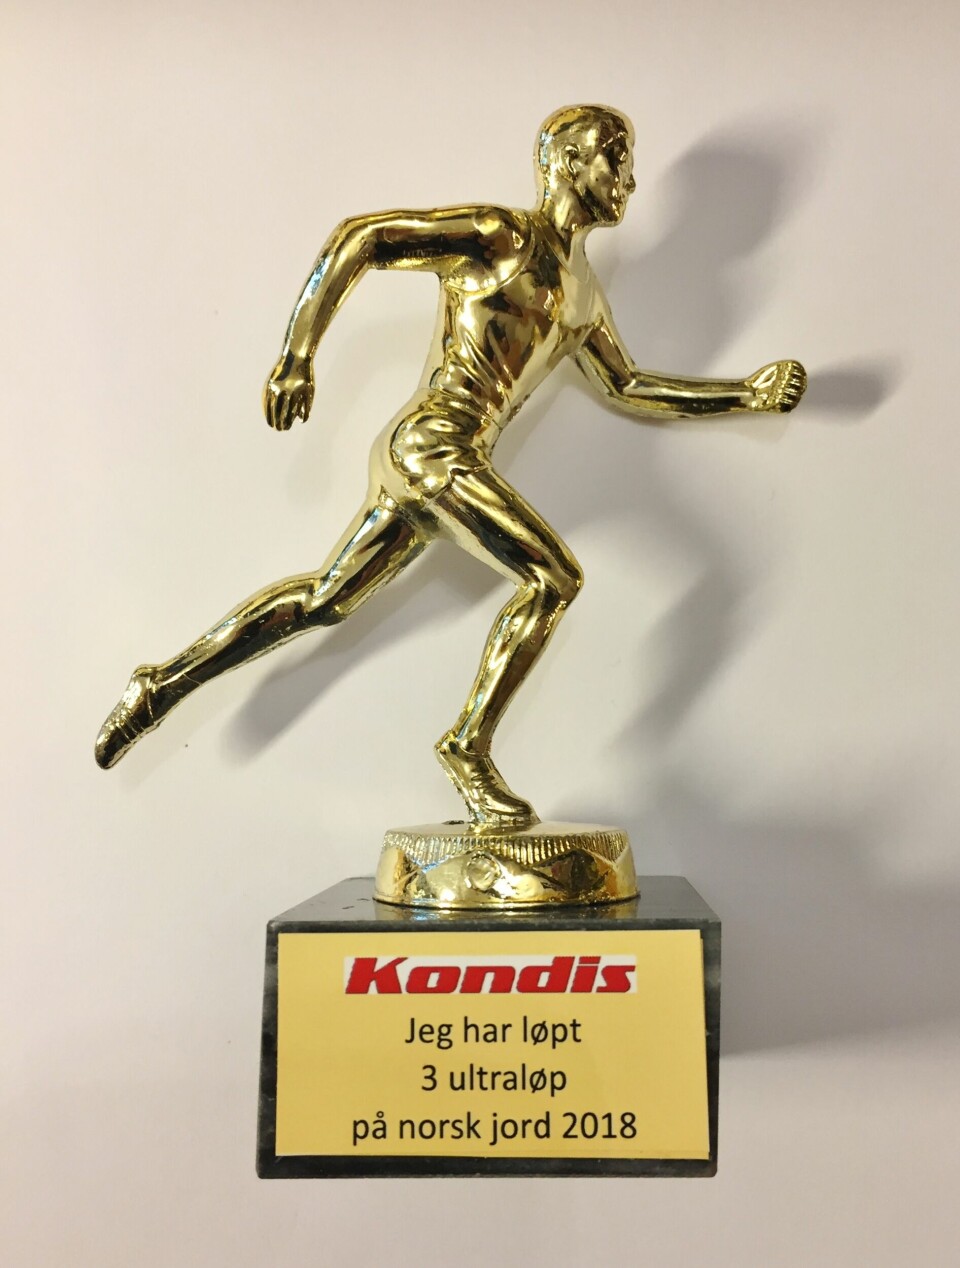 Kondis
Jeg har løpt
3 ultraløp
på norsk jord 2018